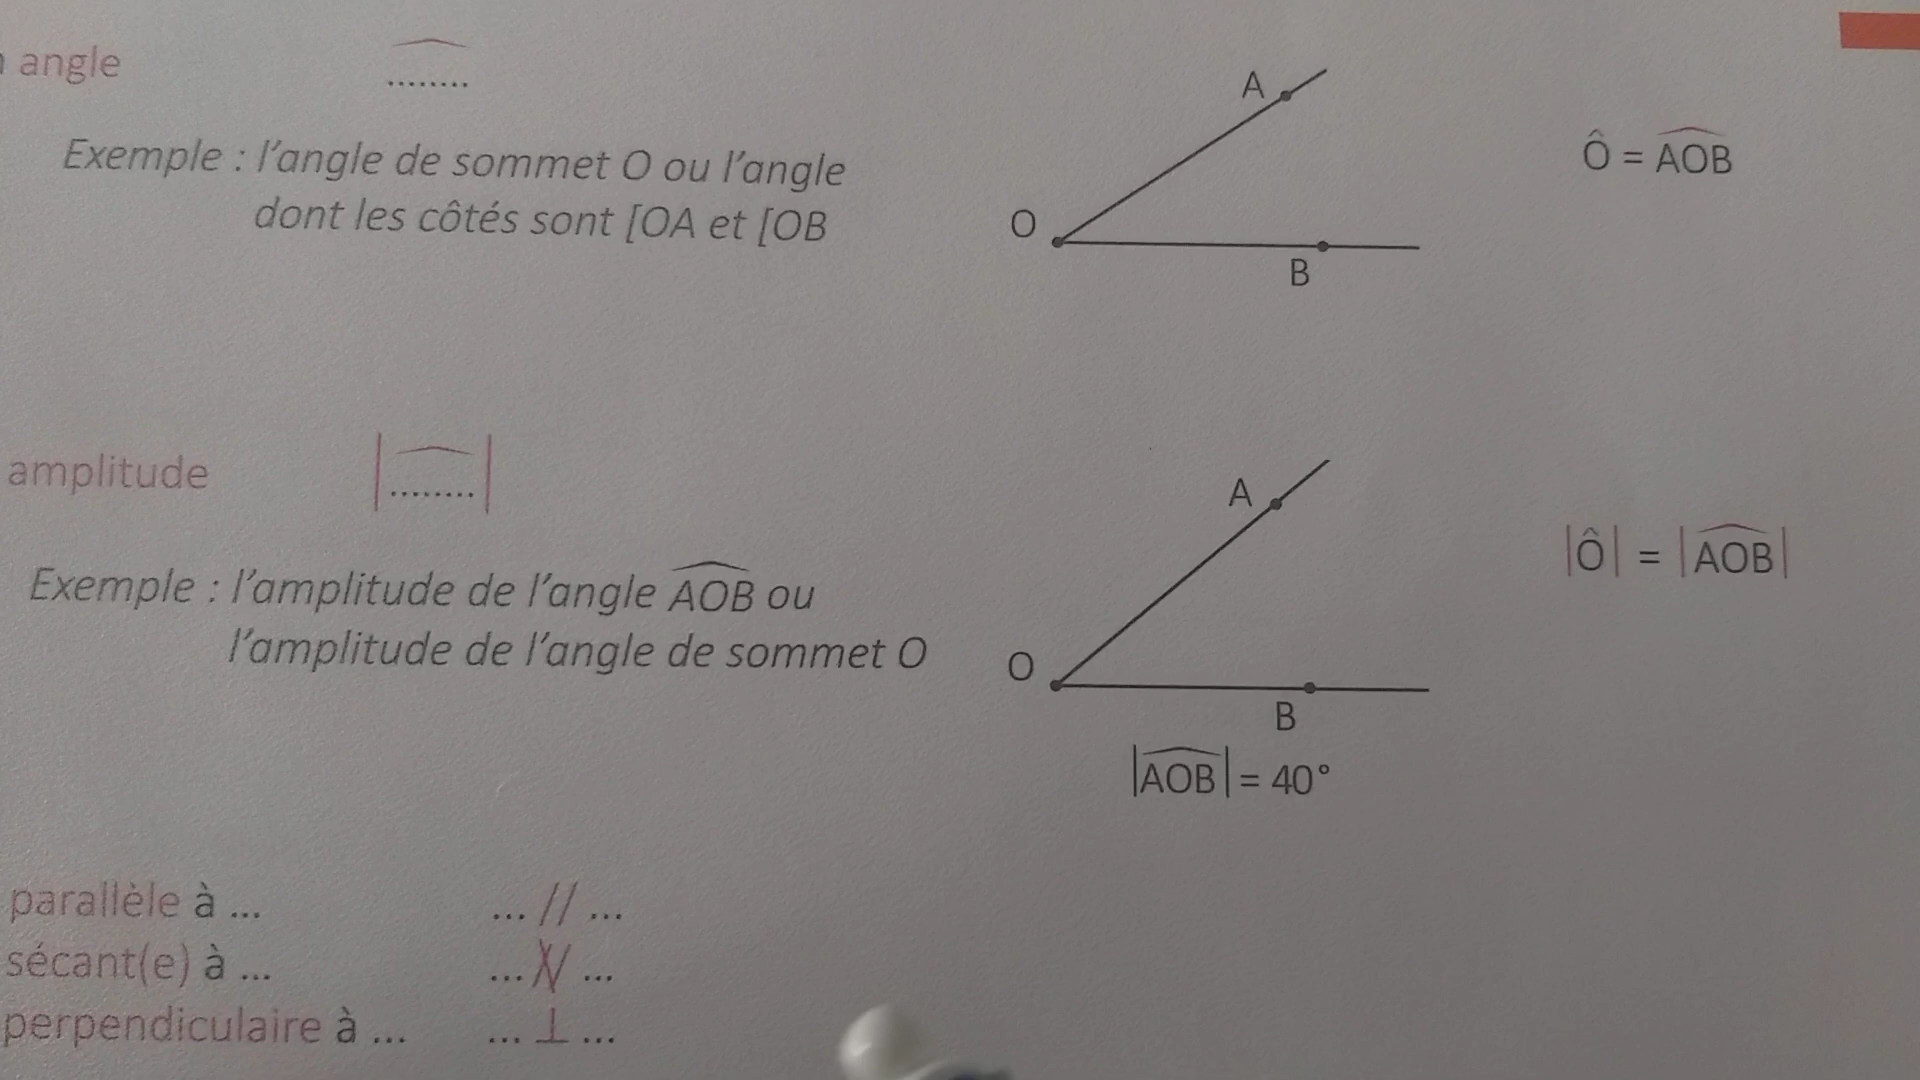 angle ........
A
Exemple : l'angle de sommet O ou l'angle
Ô = AOB
dont les côtés sont [OA et [OB
O
B
amplitude |........|
A
|Ô| = |AOB|
Exemple : l'amplitude de l'angle AOB ou
l'amplitude de l'angle de sommet O
O
B
|AOB| = 40°
parallèle à ... ... // ...
sécant(e) à ... ... ∦ ...
perpendiculaire à ... ... ⊥ ...